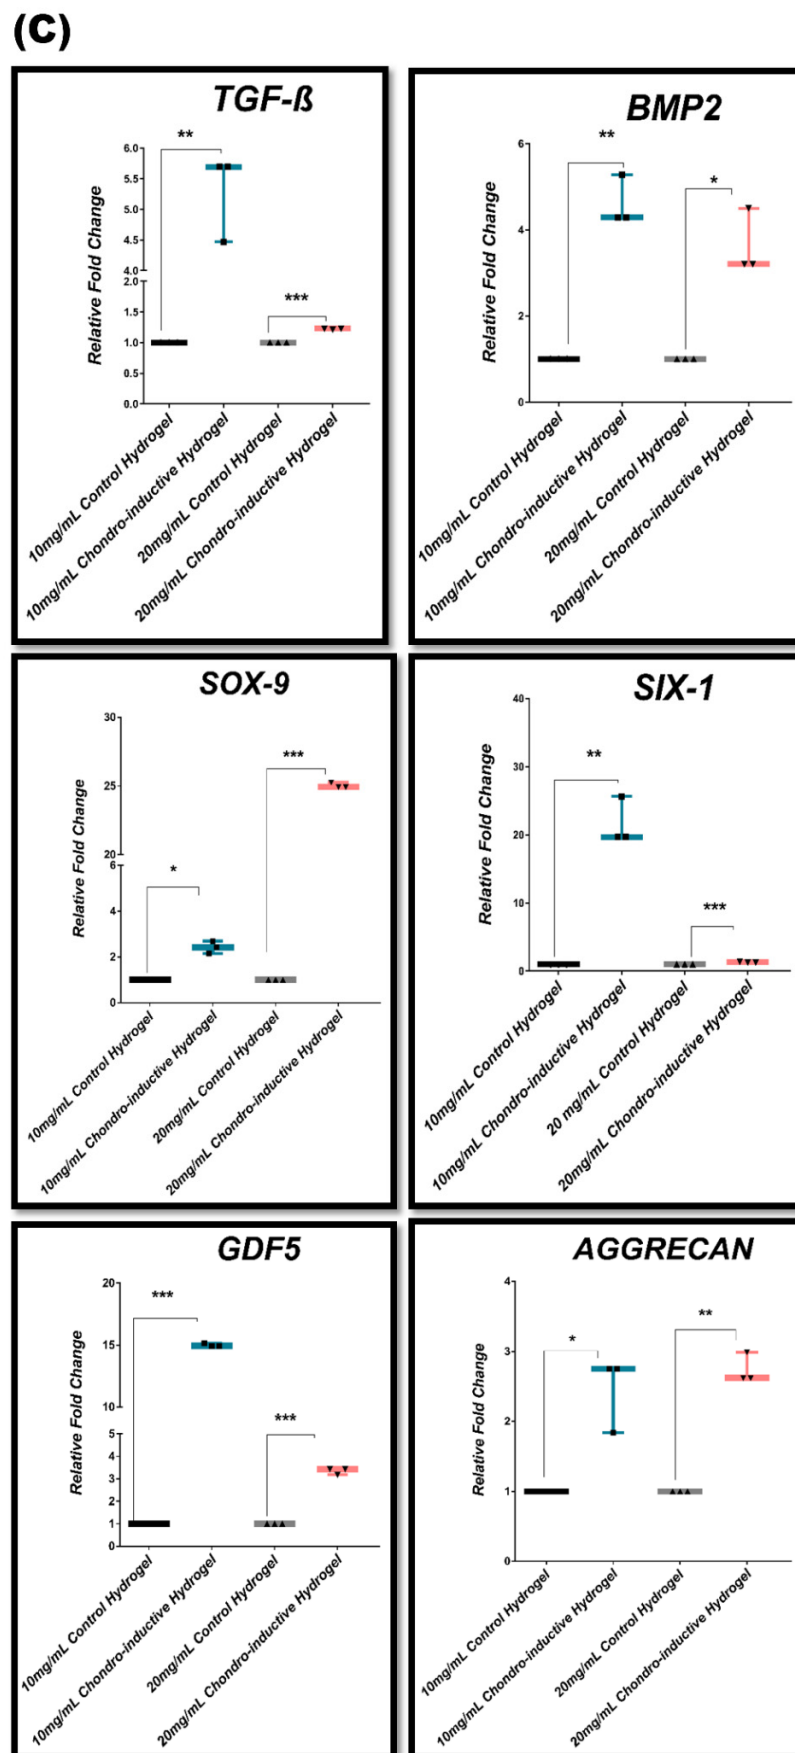 (C)
TGF-ß
Relative Fold Change
6.0
5.5
5.0
4.5
4.0
2.0
1.5
1.0
0.5
0.0
**
***
10mg/mL Control Hydrogel
10mg/mL Chondro-inductive Hydrogel
20mg/mL Control Hydrogel
20mg/mL Chondro-inductive Hydrogel
BMP2
Relative Fold Change
6
4
2
0
**
*
10mg/mL Control Hydrogel
10mg/mL Chondro-inductive Hydrogel
20mg/mL Control Hydrogel
20mg/mL Chondro-inductive Hydrogel
SOX-9
Relative Fold Change
30
25
20
6
4
2
0
*
***
10mg/mL Control Hydrogel
10mg/mL Chondro-inductive Hydrogel
20mg/mL Control Hydrogel
20mg/mL Chondro-inductive Hydrogel
SIX-1
Relative Fold Change
40
30
20
10
0
**
***
10mg/mL Control Hydrogel
10mg/mL Chondro-inductive Hydrogel
20 mg/mL Control Hydrogel
20mg/mL Chondro-inductive Hydrogel
GDF5
Relative Fold Change
20
15
10
5
4
3
2
1
0
***
***
10mg/mL Control Hydrogel
10mg/mL Chondro-inductive Hydrogel
20mg/mL Control Hydrogel
20mg/mL Chondro-inductive Hydrogel
AGGRECAN
Relative Fold Change
4
3
2
1
0
*
**
10mg/mL Control Hydrogel
10mg/mL Chondro-inductive Hydrogel
20mg/mL Control Hydrogel
20mg/mL Chondro-inductive Hydrogel